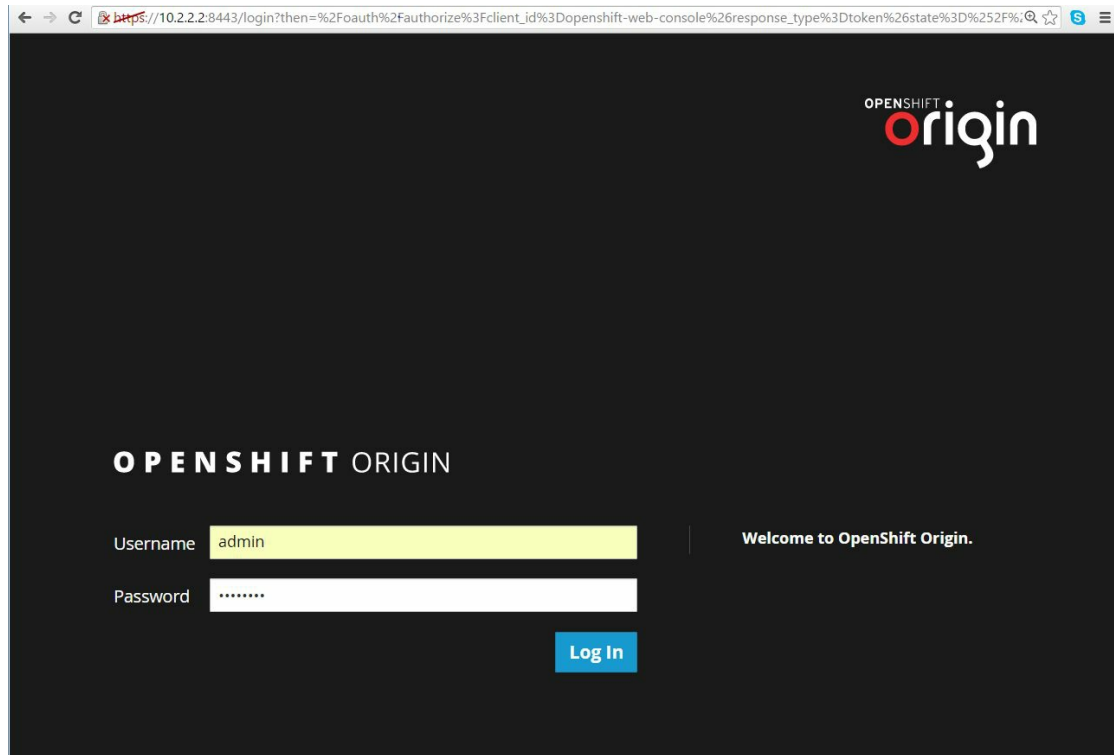 https://10.2.2.2:8443/login?then=%2Foauth%2Fauthorize%3Fclient_id%3Dopenshift-web-console%26response_type%3Dtoken%26state%3D%252F%
OPENSHIFT
origin
OPENSHIFT ORIGIN
Username admin
Welcome to OpenShift Origin.
Password ••••••••
Log In